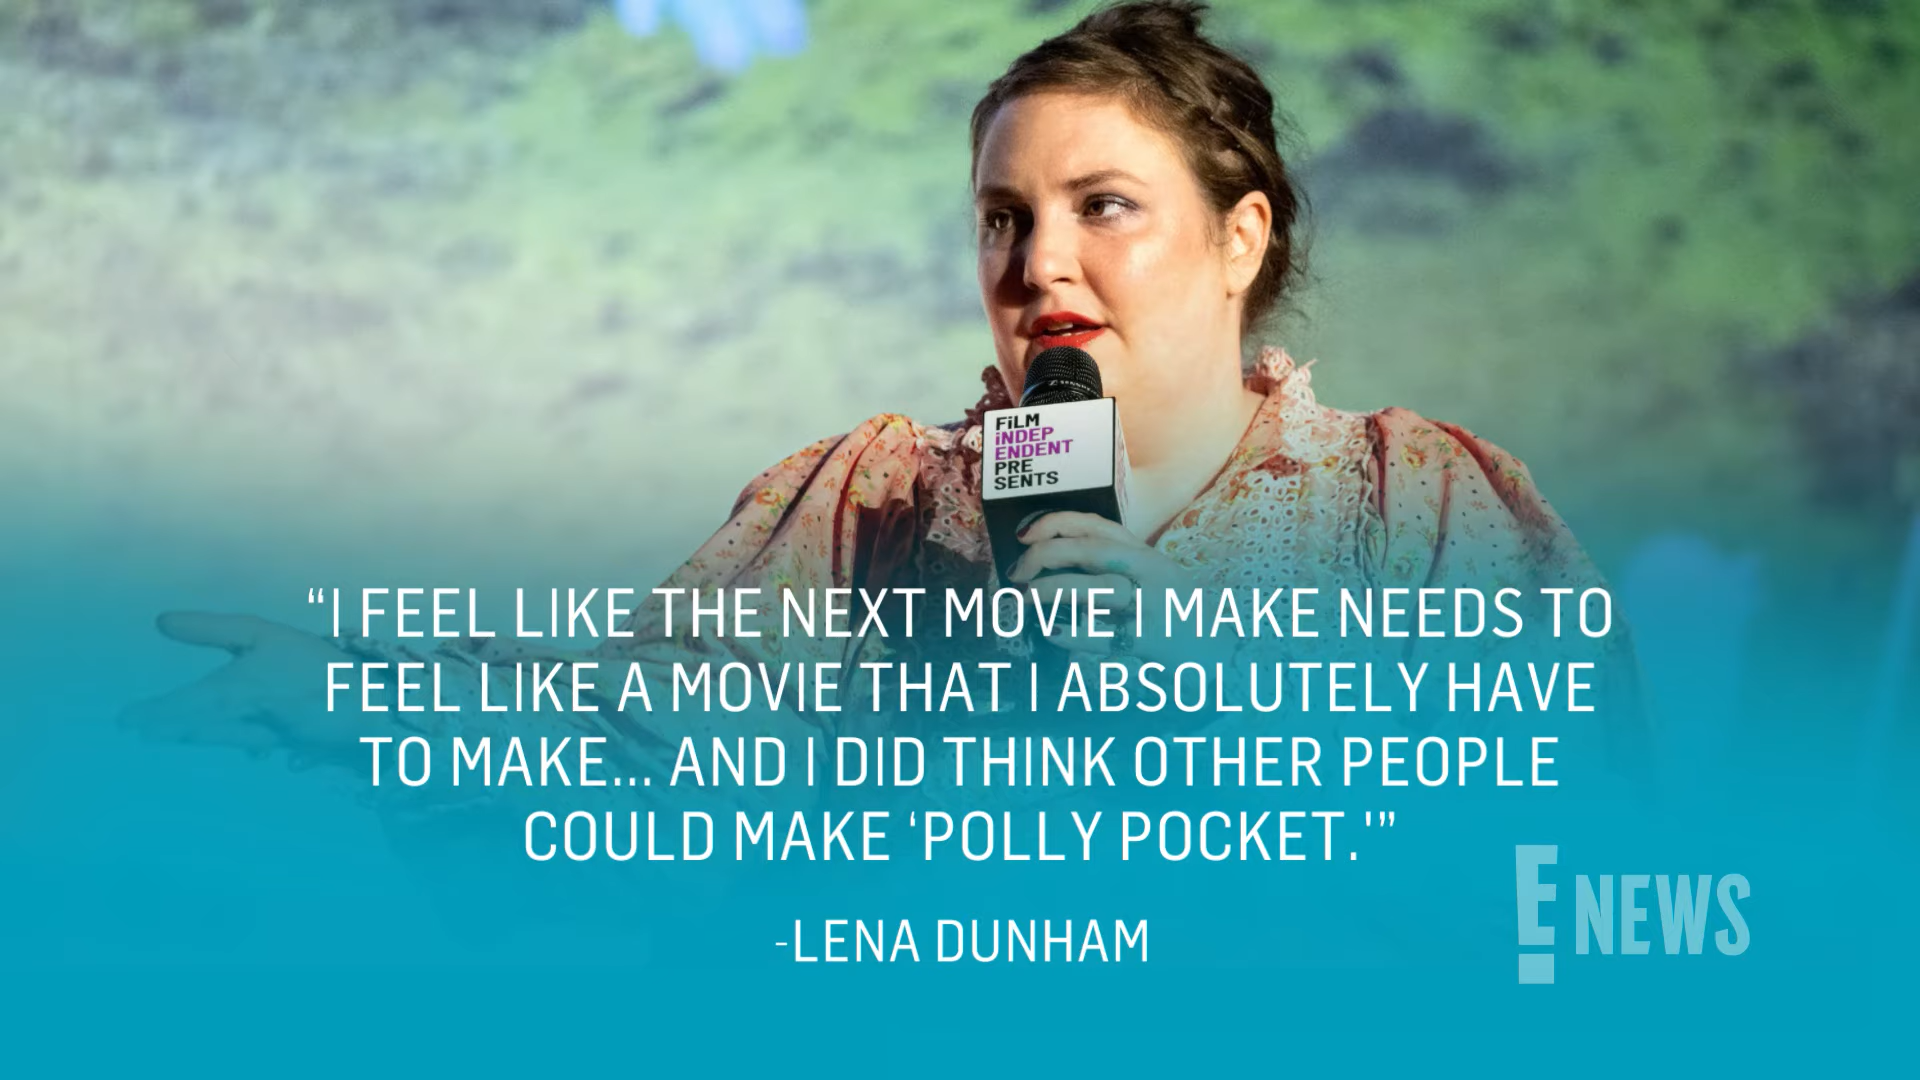 FiLM
iNDEP
ENDENT
PRE
SENTS
“I FEEL LIKE THE NEXT MOVIE I MAKE NEEDS TO
FEEL LIKE A MOVIE THAT I ABSOLUTELY HAVE
TO MAKE... AND I DID THINK OTHER PEOPLE
COULD MAKE ‘POLLY POCKET.'”
-LENA DUNHAM
E! NEWS